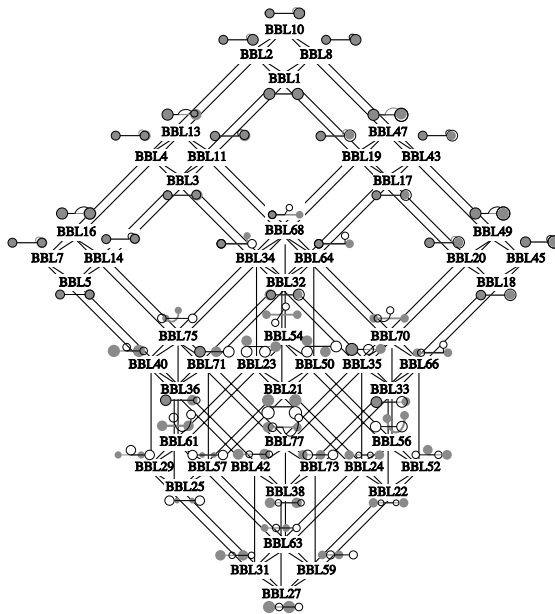 BBL10
BBL2 BBL8
BBL1
BBL13 BBL47
BBL4 BBL11 BBL19 BBL43
BBL3 BBL17
BBL16 BBL68 BBL49
BBL7 BBL14 BBL34 BBL64 BBL20 BBL45
BBL5 BBL32 BBL18
BBL75 BBL54 BBL70
BBL40 BBL71 BBL23 BBL50 BBL35 BBL66
BBL36 BBL21 BBL33
BBL61 BBL77 BBL56
BBL29 BBL57 BBL42 BBL73 BBL24 BBL52
BBL25 BBL38 BBL22
BBL63
BBL31 BBL59
BBL27